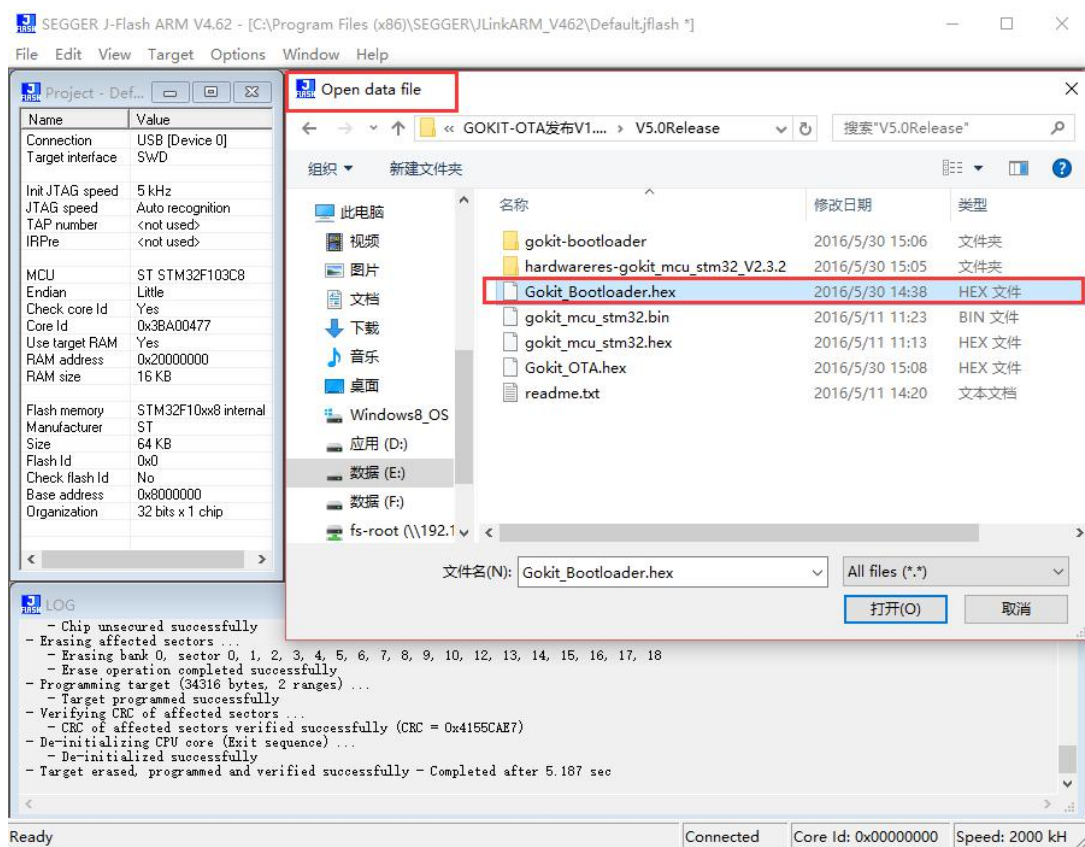 SEGGER J-Flash ARM V4.62 - [C:\Program Files (x86)\SEGGER\JLinkARM_V462\Default.jflash *]
File Edit View Target Options Window Help
Project - Def...
Name Value
Connection USB [Device 0]
Target interface SWD
Init JTAG speed 5 kHz
JTAG speed Auto recognition
TAP number <not used>
IRPre <not used>
MCU ST STM32F103C8
Endian Little
Check core Id Yes
Core Id 0x3BA00477
Use target RAM Yes
RAM address 0x20000000
RAM size 16 KB
Flash memory STM32F10xx8 internal
Manufacturer ST
Size 64 KB
Flash Id 0x0
Check flash Id No
Base address 0x8000000
Organization 32 bits x 1 chip
Open data file
« GOKIT-OTA发布V1.... › V5.0Release
搜索"V5.0Release"
组织 新建文件夹
此电脑
视频
图片
文档
下载
音乐
桌面
Windows8_OS
应用 (D:)
数据 (E:)
数据 (F:)
fs-root (\\192.1
名称 修改日期 类型
gokit-bootloader 2016/5/30 15:06 文件夹
hardwareres-gokit_mcu_stm32_V2.3.2 2016/5/30 15:05 文件夹
Gokit_Bootloader.hex 2016/5/30 14:38 HEX 文件
gokit_mcu_stm32.bin 2016/5/11 11:23 BIN 文件
gokit_mcu_stm32.hex 2016/5/11 11:13 HEX 文件
Gokit_OTA.hex 2016/5/30 15:08 HEX 文件
readme.txt 2016/5/11 14:20 文本文档
文件名(N): Gokit_Bootloader.hex All files (*.*)
打开(O) 取消
LOG
- Chip unsecured successfully
- Erasing affected sectors ...
- Erasing bank 0, sector 0, 1, 2, 3, 4, 5, 6, 7, 8, 9, 10, 12, 13, 14, 15, 16, 17, 18
- Erase operation completed successfully
- Programming target (34316 bytes, 2 ranges) ...
- Target programmed successfully
- Verifying CRC of affected sectors ...
- CRC of affected sectors verified successfully (CRC = 0x4155CAE7)
- De-initializing CPU core (Exit sequence) ...
- De-initialized successfully
- Target erased, programmed and verified successfully - Completed after 5.187 sec
Ready Connected Core Id: 0x00000000 Speed: 2000 kH